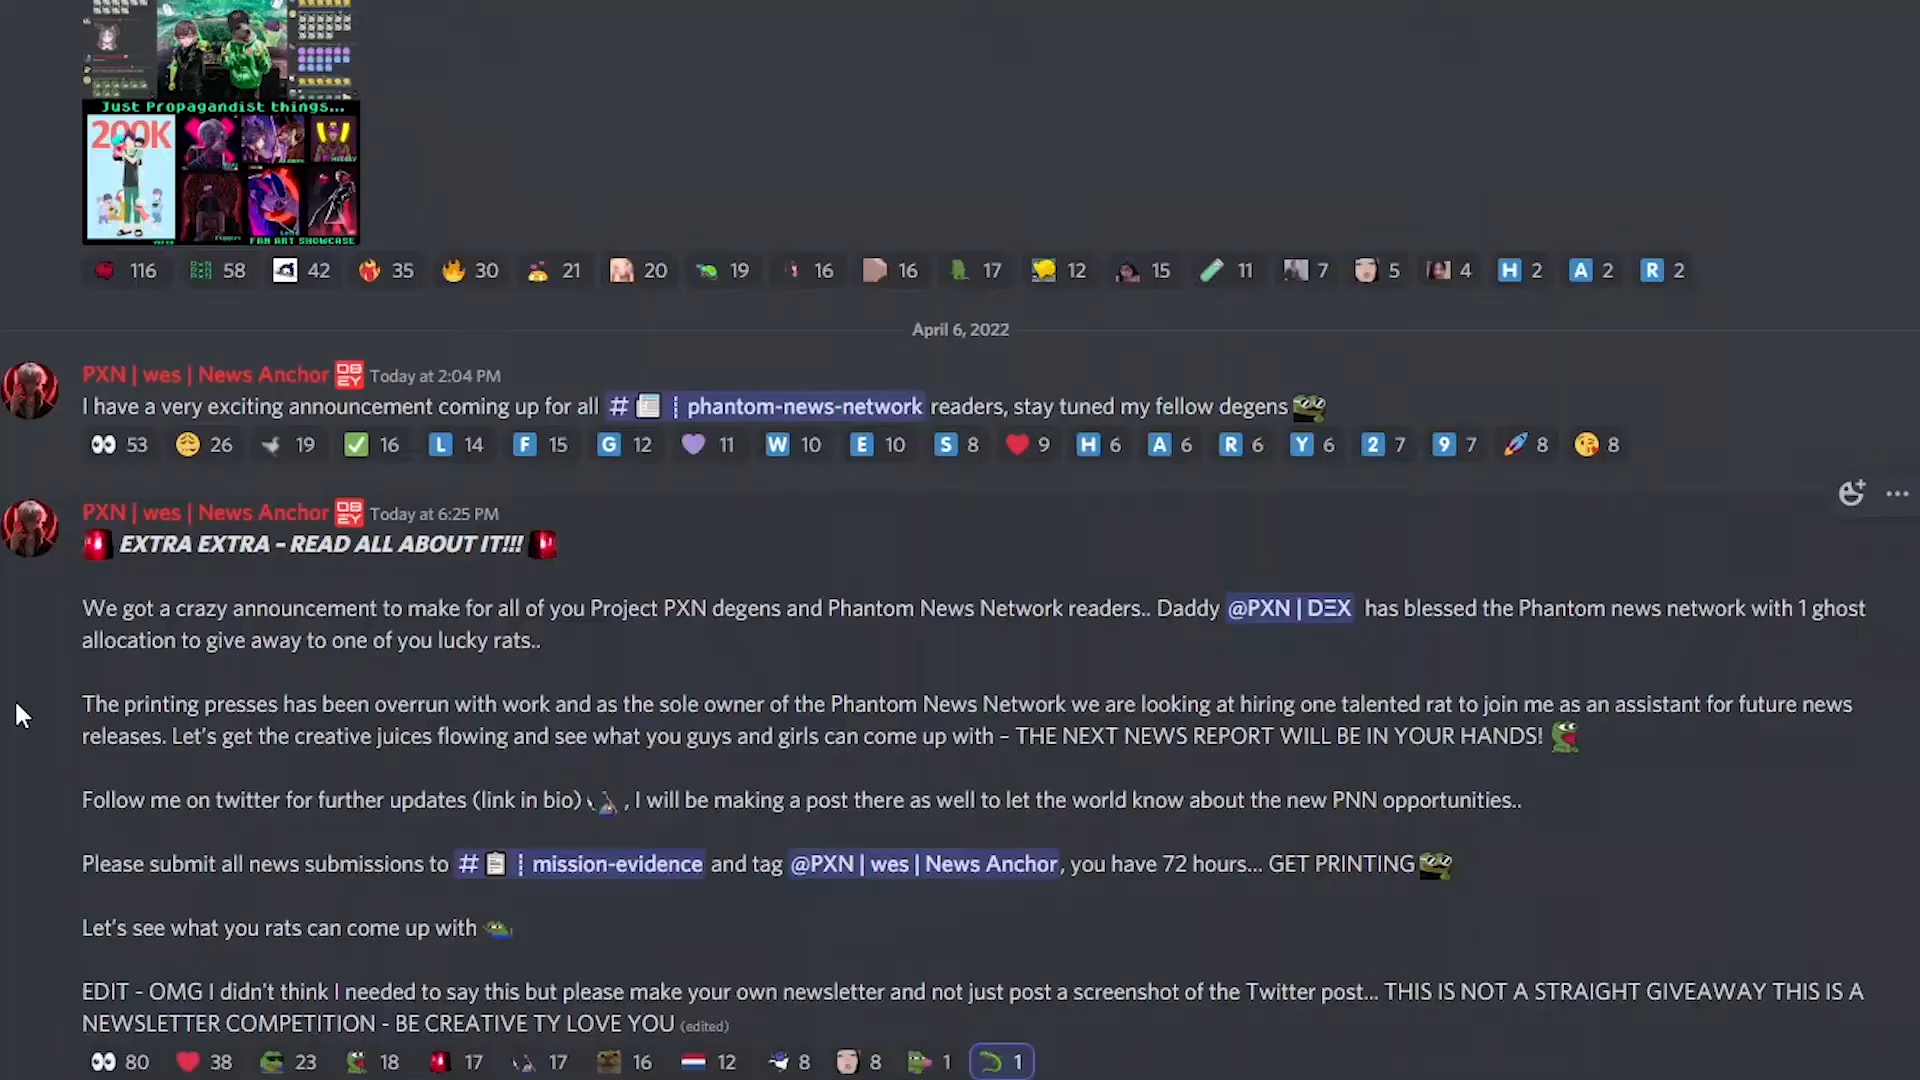 Just Propagandist things...
200K
FAN ART SHOWCASE
116 58 42 35 30 21 20 19 16 16 17 12 15 11 7 5 4 H 2 A 2 R 2
April 6, 2022
PXN | wes | News Anchor OBEY Today at 2:04 PM
I have a very exciting announcement coming up for all # phantom-news-network readers, stay tuned my fellow degens
53 26 19 16 L 14 F 15 G 12 11 W 10 E 10 S 8 9 H 6 A 6 R 6 Y 6 2 7 9 7 8 8
PXN | wes | News Anchor OBEY Today at 6:25 PM
EXTRA EXTRA – READ ALL ABOUT IT!!!
We got a crazy announcement to make for all of you Project PXN degens and Phantom News Network readers.. Daddy @PXN | DΞX has blessed the Phantom news network with 1 ghost
allocation to give away to one of you lucky rats..
The printing presses has been overrun with work and as the sole owner of the Phantom News Network we are looking at hiring one talented rat to join me as an assistant for future news
releases. Let's get the creative juices flowing and see what you guys and girls can come up with – THE NEXT NEWS REPORT WILL BE IN YOUR HANDS!
Follow me on twitter for further updates (link in bio) , I will be making a post there as well to let the world know about the new PNN opportunities..
Please submit all news submissions to # mission-evidence and tag @PXN | wes | News Anchor, you have 72 hours... GET PRINTING
Let's see what you rats can come up with
EDIT - OMG I didn't think I needed to say this but please make your own newsletter and not just post a screenshot of the Twitter post... THIS IS NOT A STRAIGHT GIVEAWAY THIS IS A
NEWSLETTER COMPETITION - BE CREATIVE TY LOVE YOU (edited)
80 38 23 18 17 17 16 12 8 8 1 1